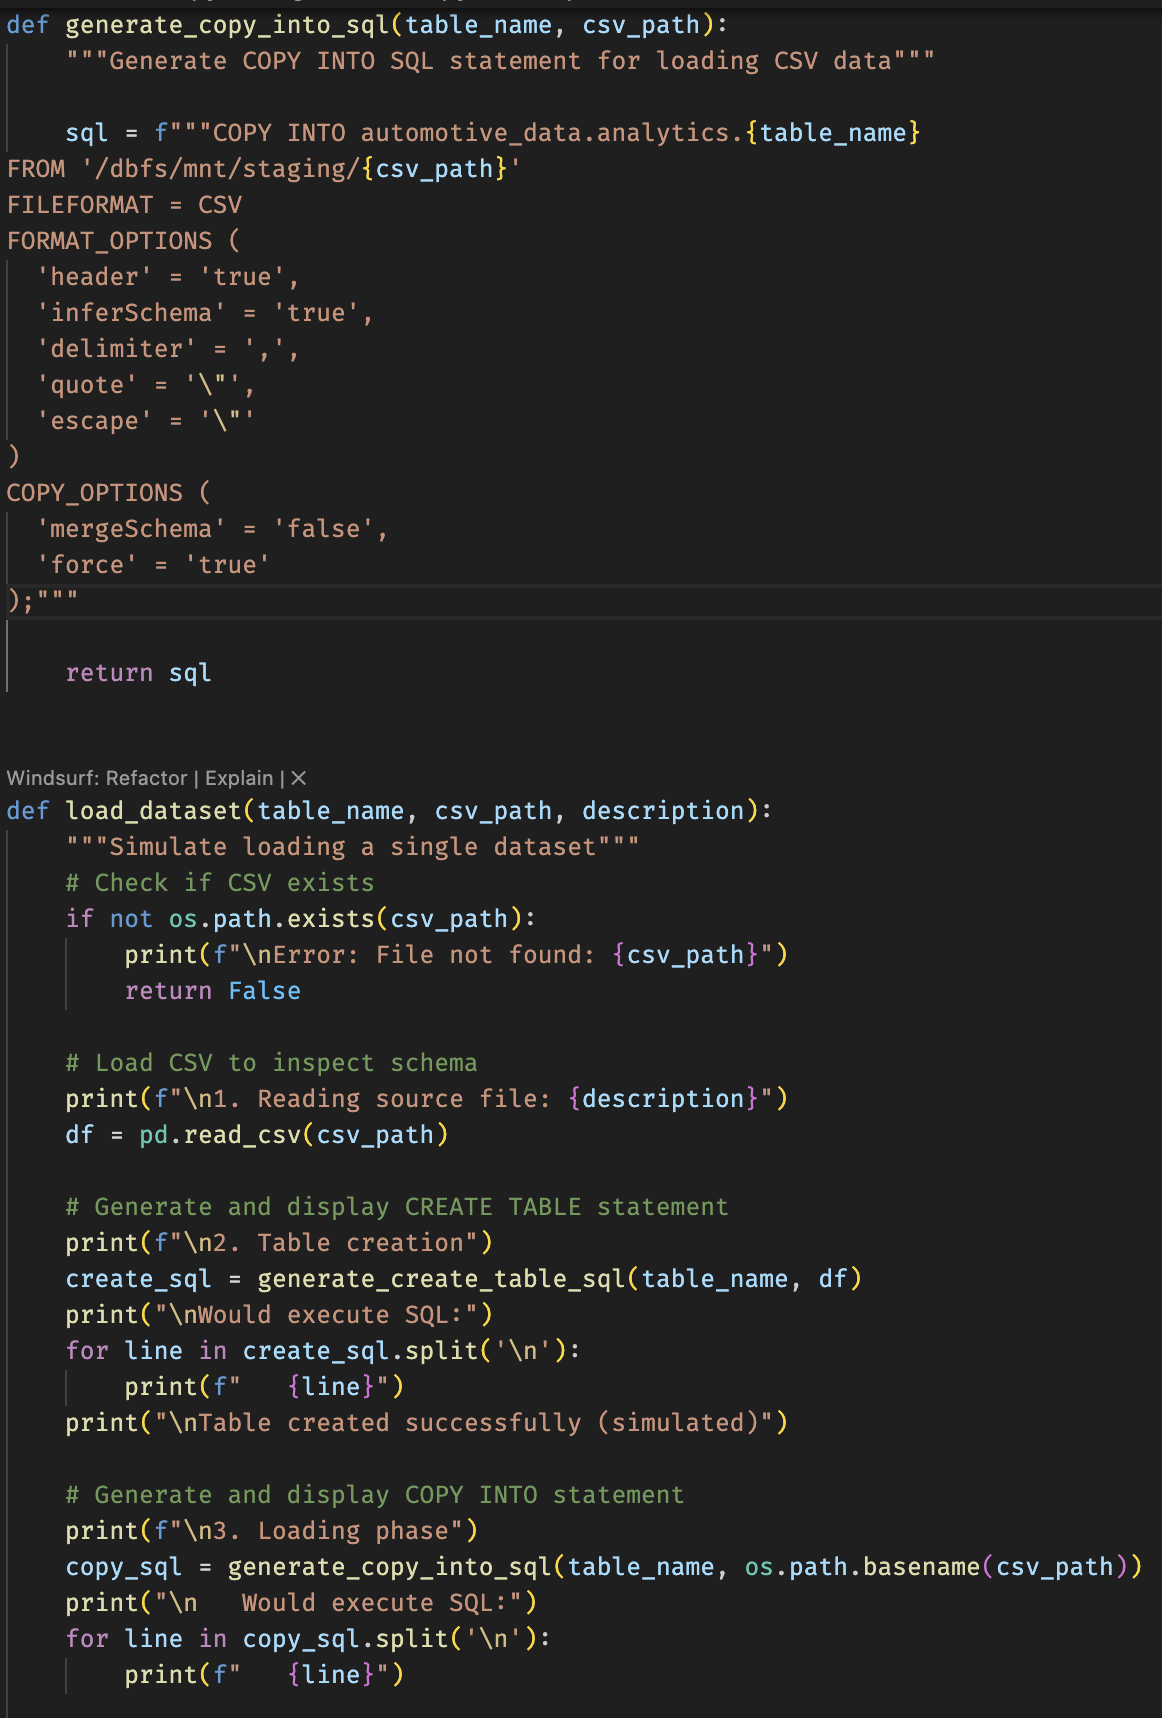 def generate_copy_into_sql(table_name, csv_path):
    """Generate COPY INTO SQL statement for loading CSV data"""

    sql = f"""COPY INTO automotive_data.analytics.{table_name}
FROM '/dbfs/mnt/staging/{csv_path}'
FILEFORMAT = CSV
FORMAT_OPTIONS (
  'header' = 'true',
  'inferSchema' = 'true',
  'delimiter' = ',',
  'quote' = '\"',
  'escape' = '\"'
)
COPY_OPTIONS (
  'mergeSchema' = 'false',
  'force' = 'true'
);"""

    return sql

Windsurf: Refactor | Explain | ×
def load_dataset(table_name, csv_path, description):
    """Simulate loading a single dataset"""
    # Check if CSV exists
    if not os.path.exists(csv_path):
        print(f"\nError: File not found: {csv_path}")
        return False

    # Load CSV to inspect schema
    print(f"\n1. Reading source file: {description}")
    df = pd.read_csv(csv_path)

    # Generate and display CREATE TABLE statement
    print(f"\n2. Table creation")
    create_sql = generate_create_table_sql(table_name, df)
    print("\nWould execute SQL:")
    for line in create_sql.split('\n'):
        print(f"   {line}")
    print("\nTable created successfully (simulated)")

    # Generate and display COPY INTO statement
    print(f"\n3. Loading phase")
    copy_sql = generate_copy_into_sql(table_name, os.path.basename(csv_path))
    print("\n   Would execute SQL:")
    for line in copy_sql.split('\n'):
        print(f"   {line}")